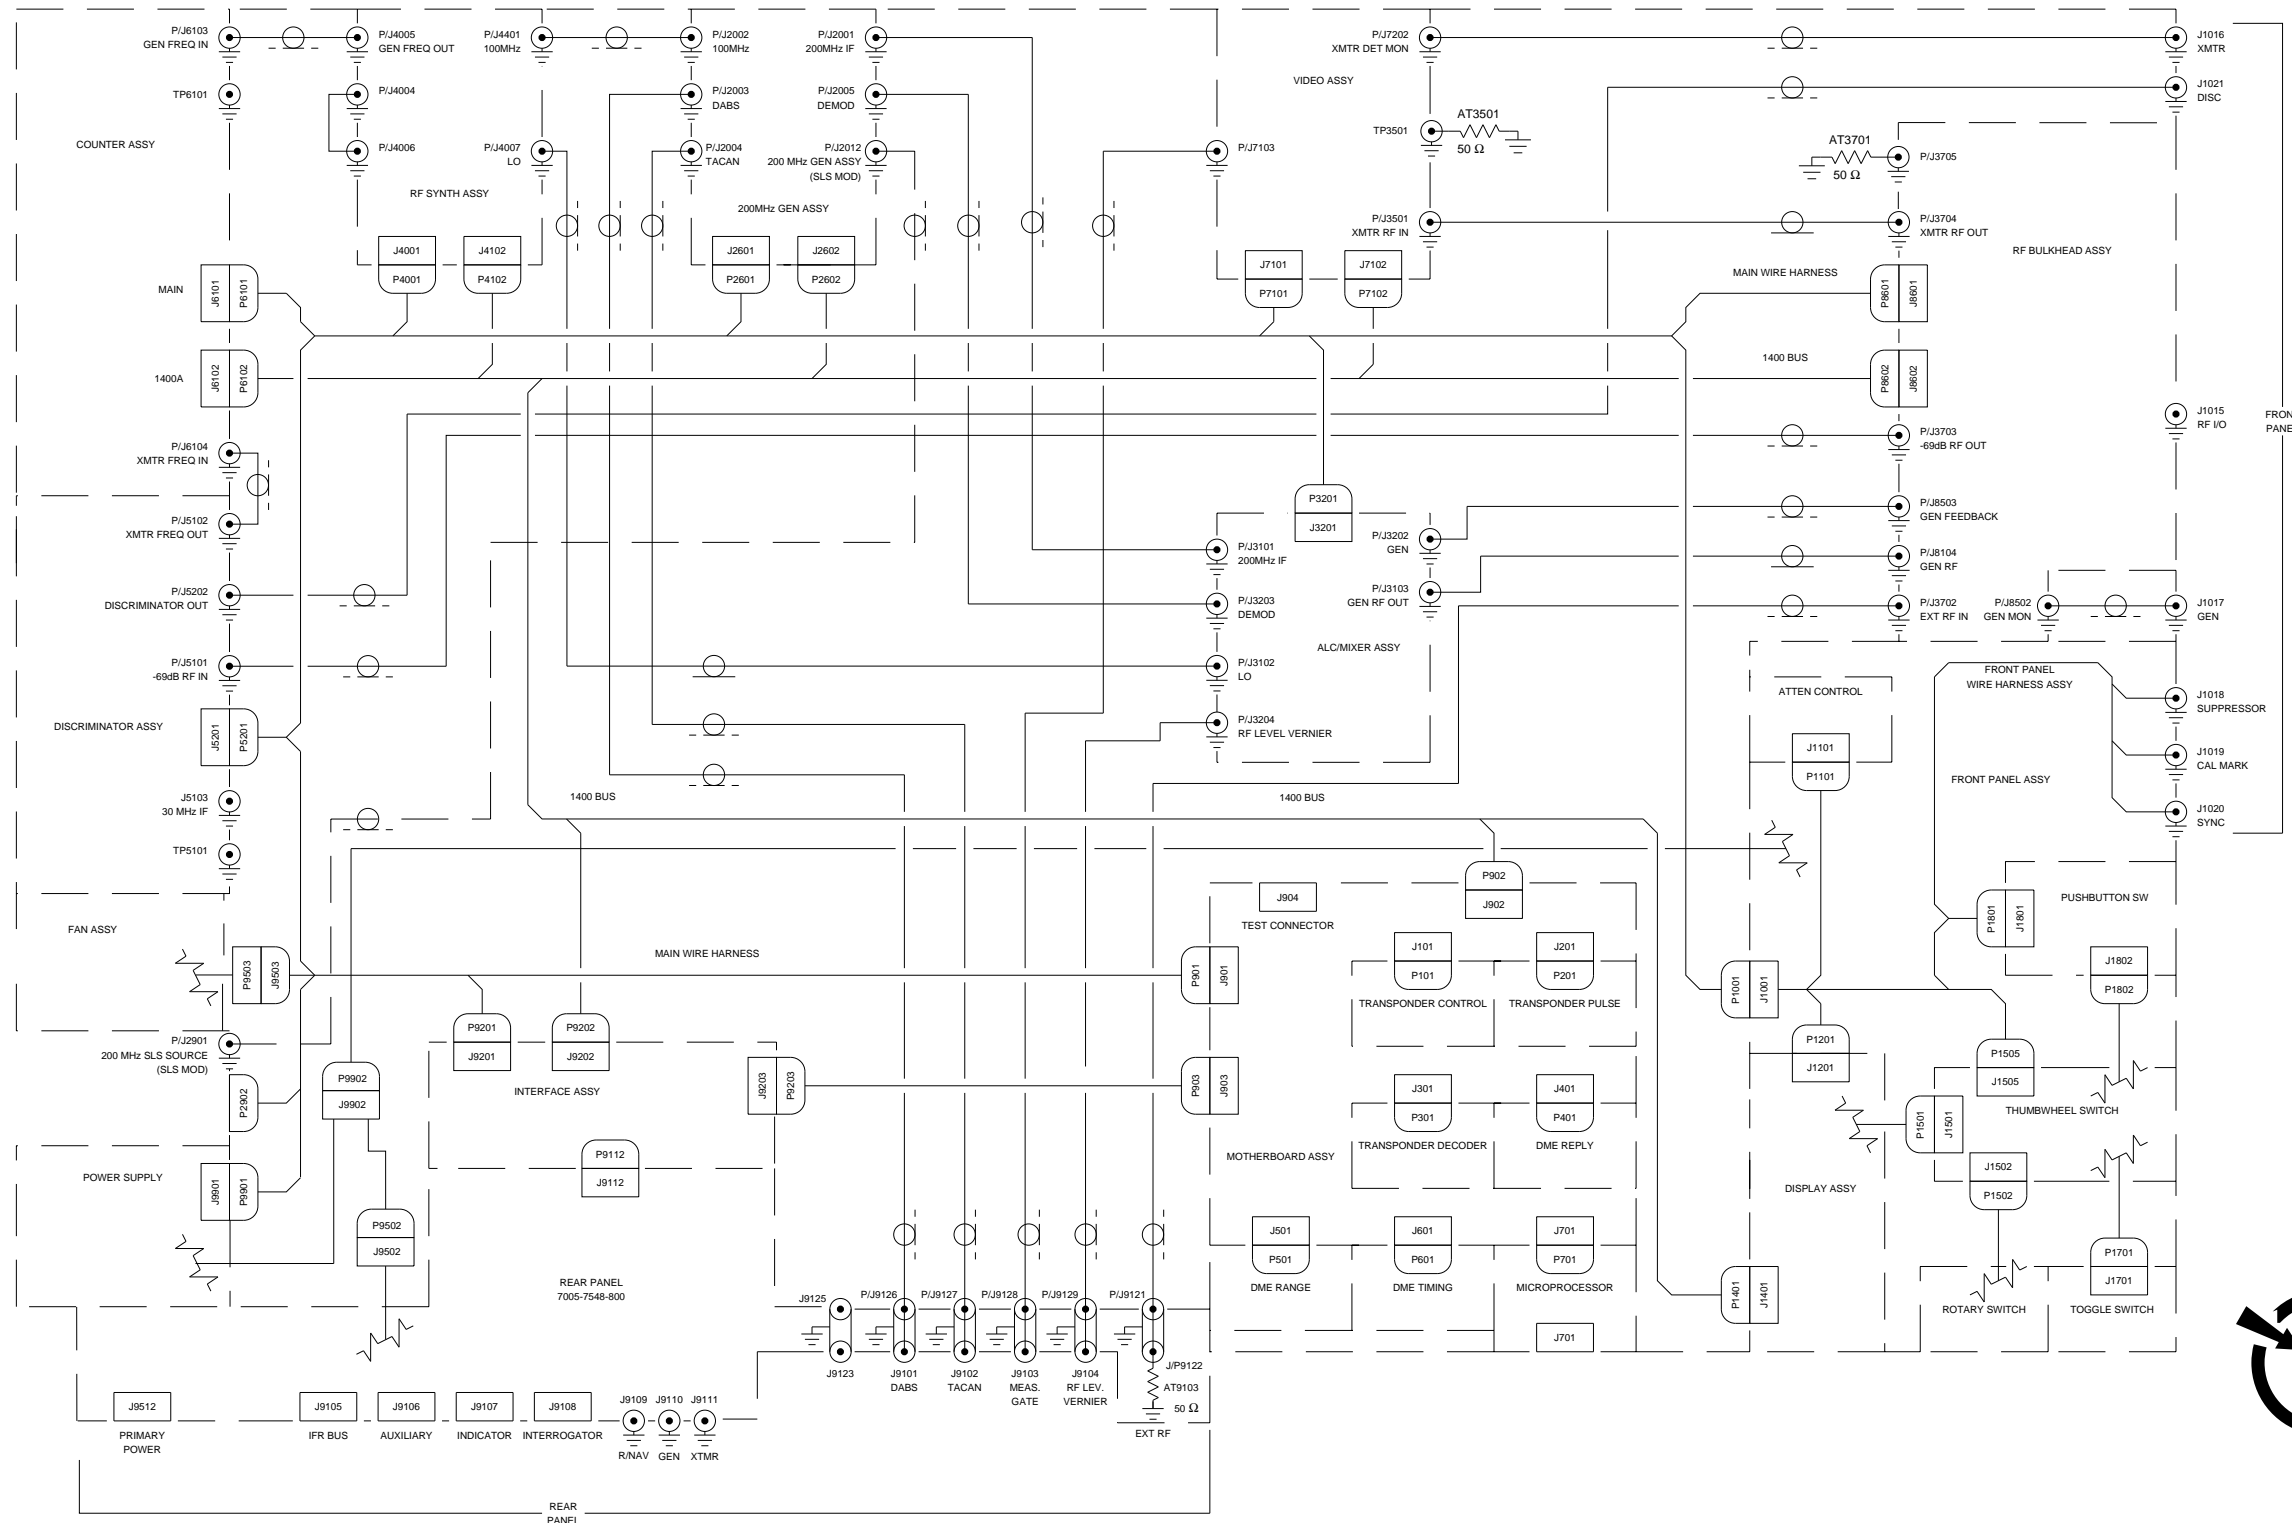 P/J6103
GEN FREQ IN
P/J4005
GEN FREQ OUT
P/J4401
100MHz
P/J2002
100MHz
P/J2001
200MHz IF
P/J7202
XMTR DET MON
J1016
XMTR
VIDEO ASSY
J1021
DISC
TP6101
P/J4004
P/J2003
DABS
P/J2005
DEMOD
AT3501
TP3501
50 Ω
AT3701
50 Ω
P/J3705
COUNTER ASSY
P/J4006
P/J4007
LO
P/J2004
TACAN
P/J2012
200 MHz GEN ASSY
(SLS MOD)
P/J7103
RF SYNTH ASSY
200MHz GEN ASSY
P/J3501
XMTR RF IN
P/J3704
XMTR RF OUT
RF BULKHEAD ASSY
J4001
P4001
J4102
P4102
J2601
P2601
J2602
P2602
J7101
P7101
J7102
P7102
MAIN WIRE HARNESS
MAIN
J6101
P6101
P8601
J8601
1400A
J6102
P6102
1400 BUS
P8602
J8602
P/J6104
XMTR FREQ IN
P/J3703
-69dB RF OUT
J1015
RF I/O
FRON
PANE
P3201
J3201
P/J5102
XMTR FREQ OUT
P/J8503
GEN FEEDBACK
P/J3101
200MHz IF
P/J3202
GEN
P/J8104
GEN RF
P/J5202
DISCRIMINATOR OUT
P/J3203
DEMOD
P/J3103
GEN RF OUT
P/J3702
EXT RF IN
P/J8502
GEN MON
J1017
GEN
P/J5101
-69dB RF IN
P/J3102
LO
ALC/MIXER ASSY
FRONT PANEL
WIRE HARNESS ASSY
ATTEN CONTROL
J1018
SUPPRESSOR
DISCRIMINATOR ASSY
J5201
P5201
P/J3204
RF LEVEL VERNIER
J1101
P1101
J1019
CAL MARK
FRONT PANEL ASSY
J5103
30 MHz IF
1400 BUS
1400 BUS
J1020
SYNC
TP5101
P902
J902
J904
TEST CONNECTOR
PUSHBUTTON SW
P1801
J1801
FAN ASSY
P9503
J9503
MAIN WIRE HARNESS
P901
J901
J101
P101
TRANSPONDER CONTROL
J201
P201
TRANSPONDER PULSE
P1001
J1001
J1802
P1802
P/J2901
200 MHz SLS SOURCE
(SLS MOD)
P9201
J9201
P9202
J9202
P1201
J1201
P1505
J1505
P2902
P9902
J9902
INTERFACE ASSY
J9203
P9203
P903
J903
J301
P301
TRANSPONDER DECODER
J401
P401
DME REPLY
THUMBWHEEL SWITCH
P1501
J1501
P9112
J9112
MOTHERBOARD ASSY
POWER SUPPLY
J9901
P9901
DISPLAY ASSY
J1502
P1502
P9502
J9502
J501
P501
DME RANGE
J601
P601
DME TIMING
J701
P701
MICROPROCESSOR
P1701
J1701
REAR PANEL
7005-7548-800
J9125
P/J9126
P/J9127
P/J9128
P/J9129
P/J9121
P1401
J1401
ROTARY SWITCH
TOGGLE SWITCH
J701
J9123
J9101
DABS
J9102
TACAN
J9103
MEAS.
GATE
J9104
RF LEV.
VERNIER
J/P9122
AT9103
50 Ω
EXT RF
J9512
PRIMARY
POWER
J9105
IFR BUS
J9106
AUXILIARY
J9107
INDICATOR
J9108
INTERROGATOR
J9109
R/NAV
J9110
GEN
J9111
XTMR
REAR
PANEL